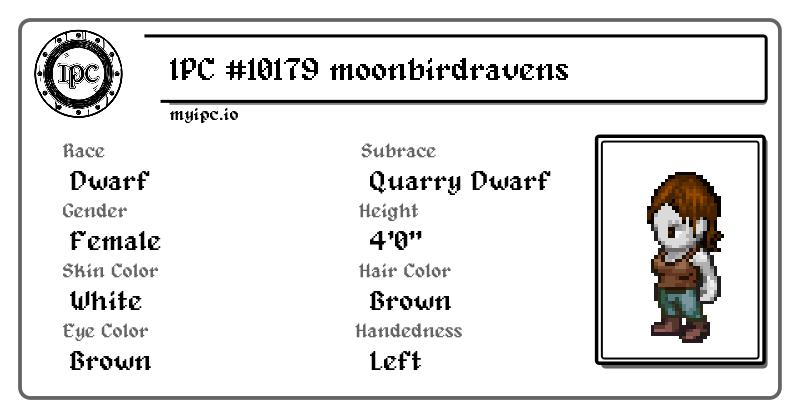 IPC
IPC #10179 moonbirdravens
myipc.io
Race
Dwarf
Subrace
Quarry Dwarf
Gender
Female
Height
4'0"
Skin Color
White
Hair Color
Brown
Eye Color
Brown
Handedness
Left